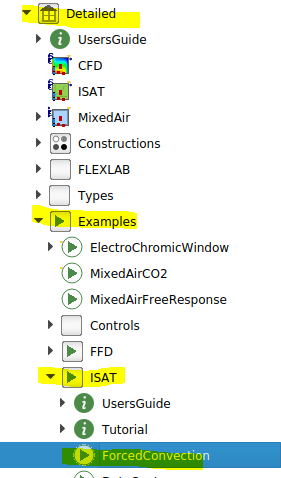 Detailed
UsersGuide
CFD
ISAT
MixedAir
Constructions
FLEXLAB
Types
Examples
ElectroChromicWindow
MixedAirCO2
MixedAirFreeResponse
Controls
FFD
ISAT
UsersGuide
Tutorial
ForcedConvection